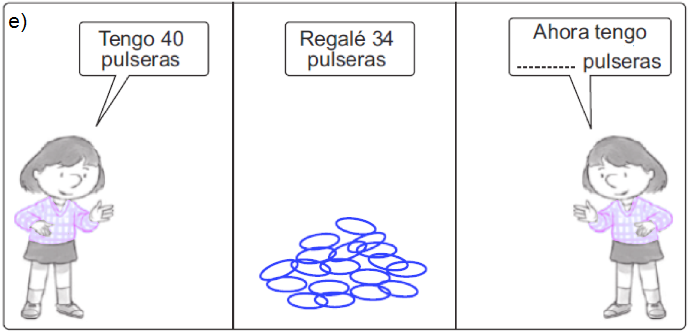 e)
Tengo 40
pulseras
Regalé 34
pulseras
Ahora tengo
............ pulseras